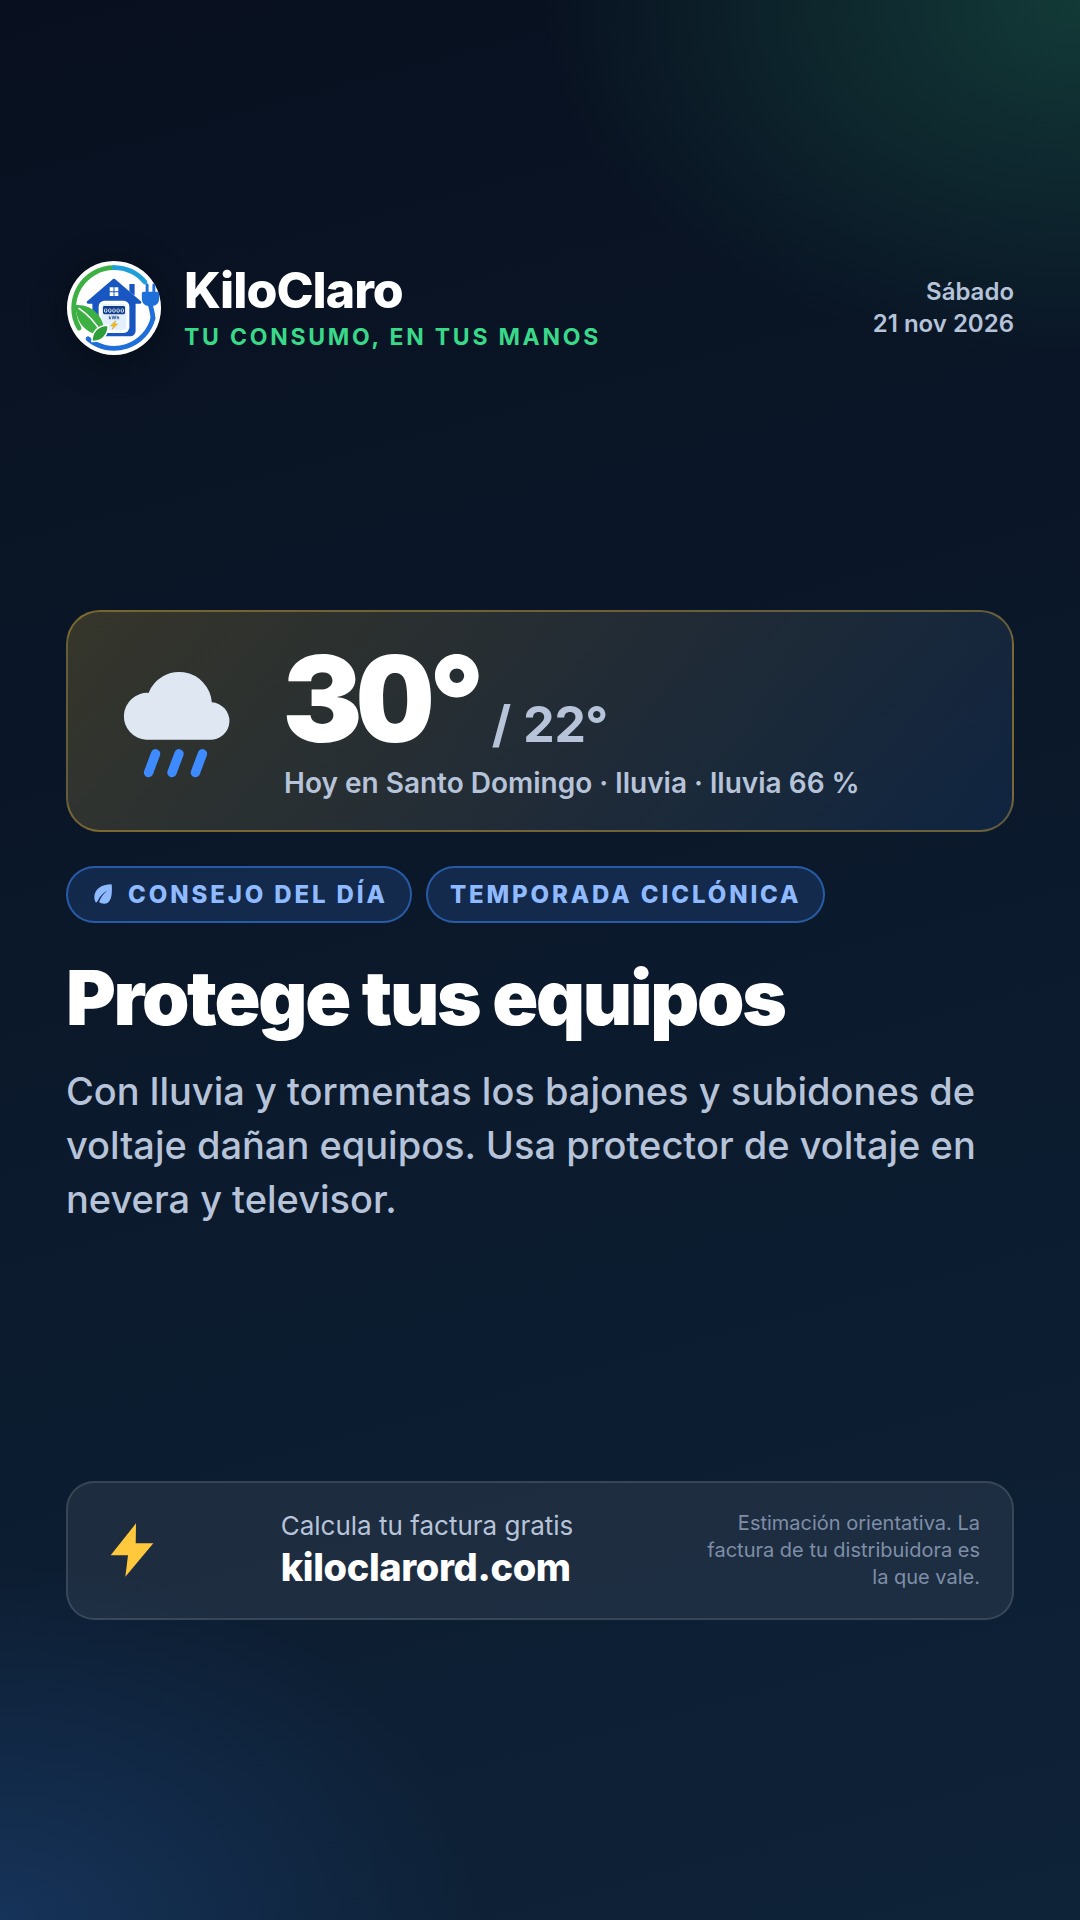 KiloClaro
TU CONSUMO, EN TUS MANOS
Sábado
21 nov 2026
00000
kWh
30° / 22°
Hoy en Santo Domingo · lluvia · lluvia 66 %
CONSEJO DEL DÍA
TEMPORADA CICLÓNICA
Protege tus equipos
Con lluvia y tormentas los bajones y subidones de
voltaje dañan equipos. Usa protector de voltaje en
nevera y televisor.
Calcula tu factura gratis
kiloclarord.com
Estimación orientativa. La
factura de tu distribuidora es
la que vale.